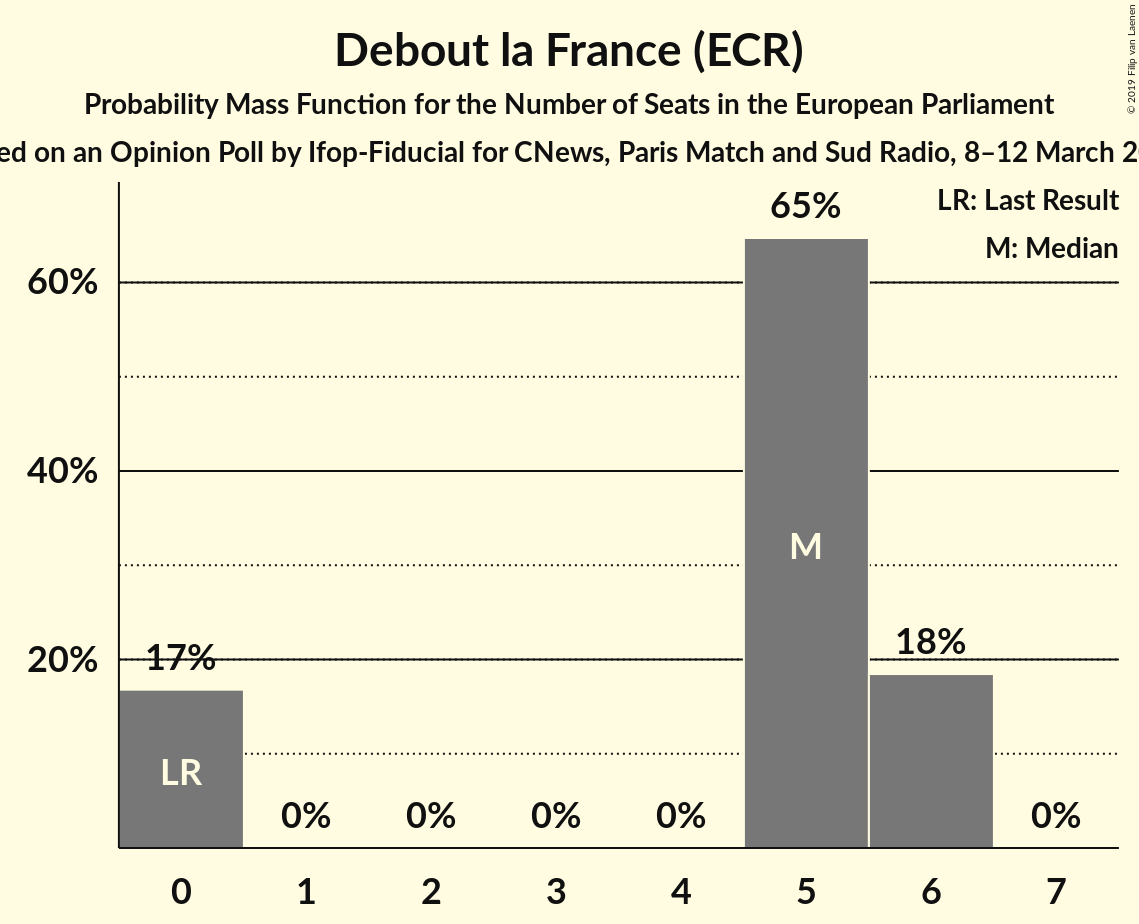 Debout la France (ECR)
Probability Mass Function for the Number of Seats in the European Parliament
ed on an Opinion Poll by Ifop-Fiducial for CNews, Paris Match and Sud Radio, 8–12 March 2
© 2019 Filip van Laenen
LR: Last Result
M: Median
65%
60%
40%
M
20%
17%
18%
LR
0%
0%
0%
0%
0%
0
1
2
3
4
5
6
7